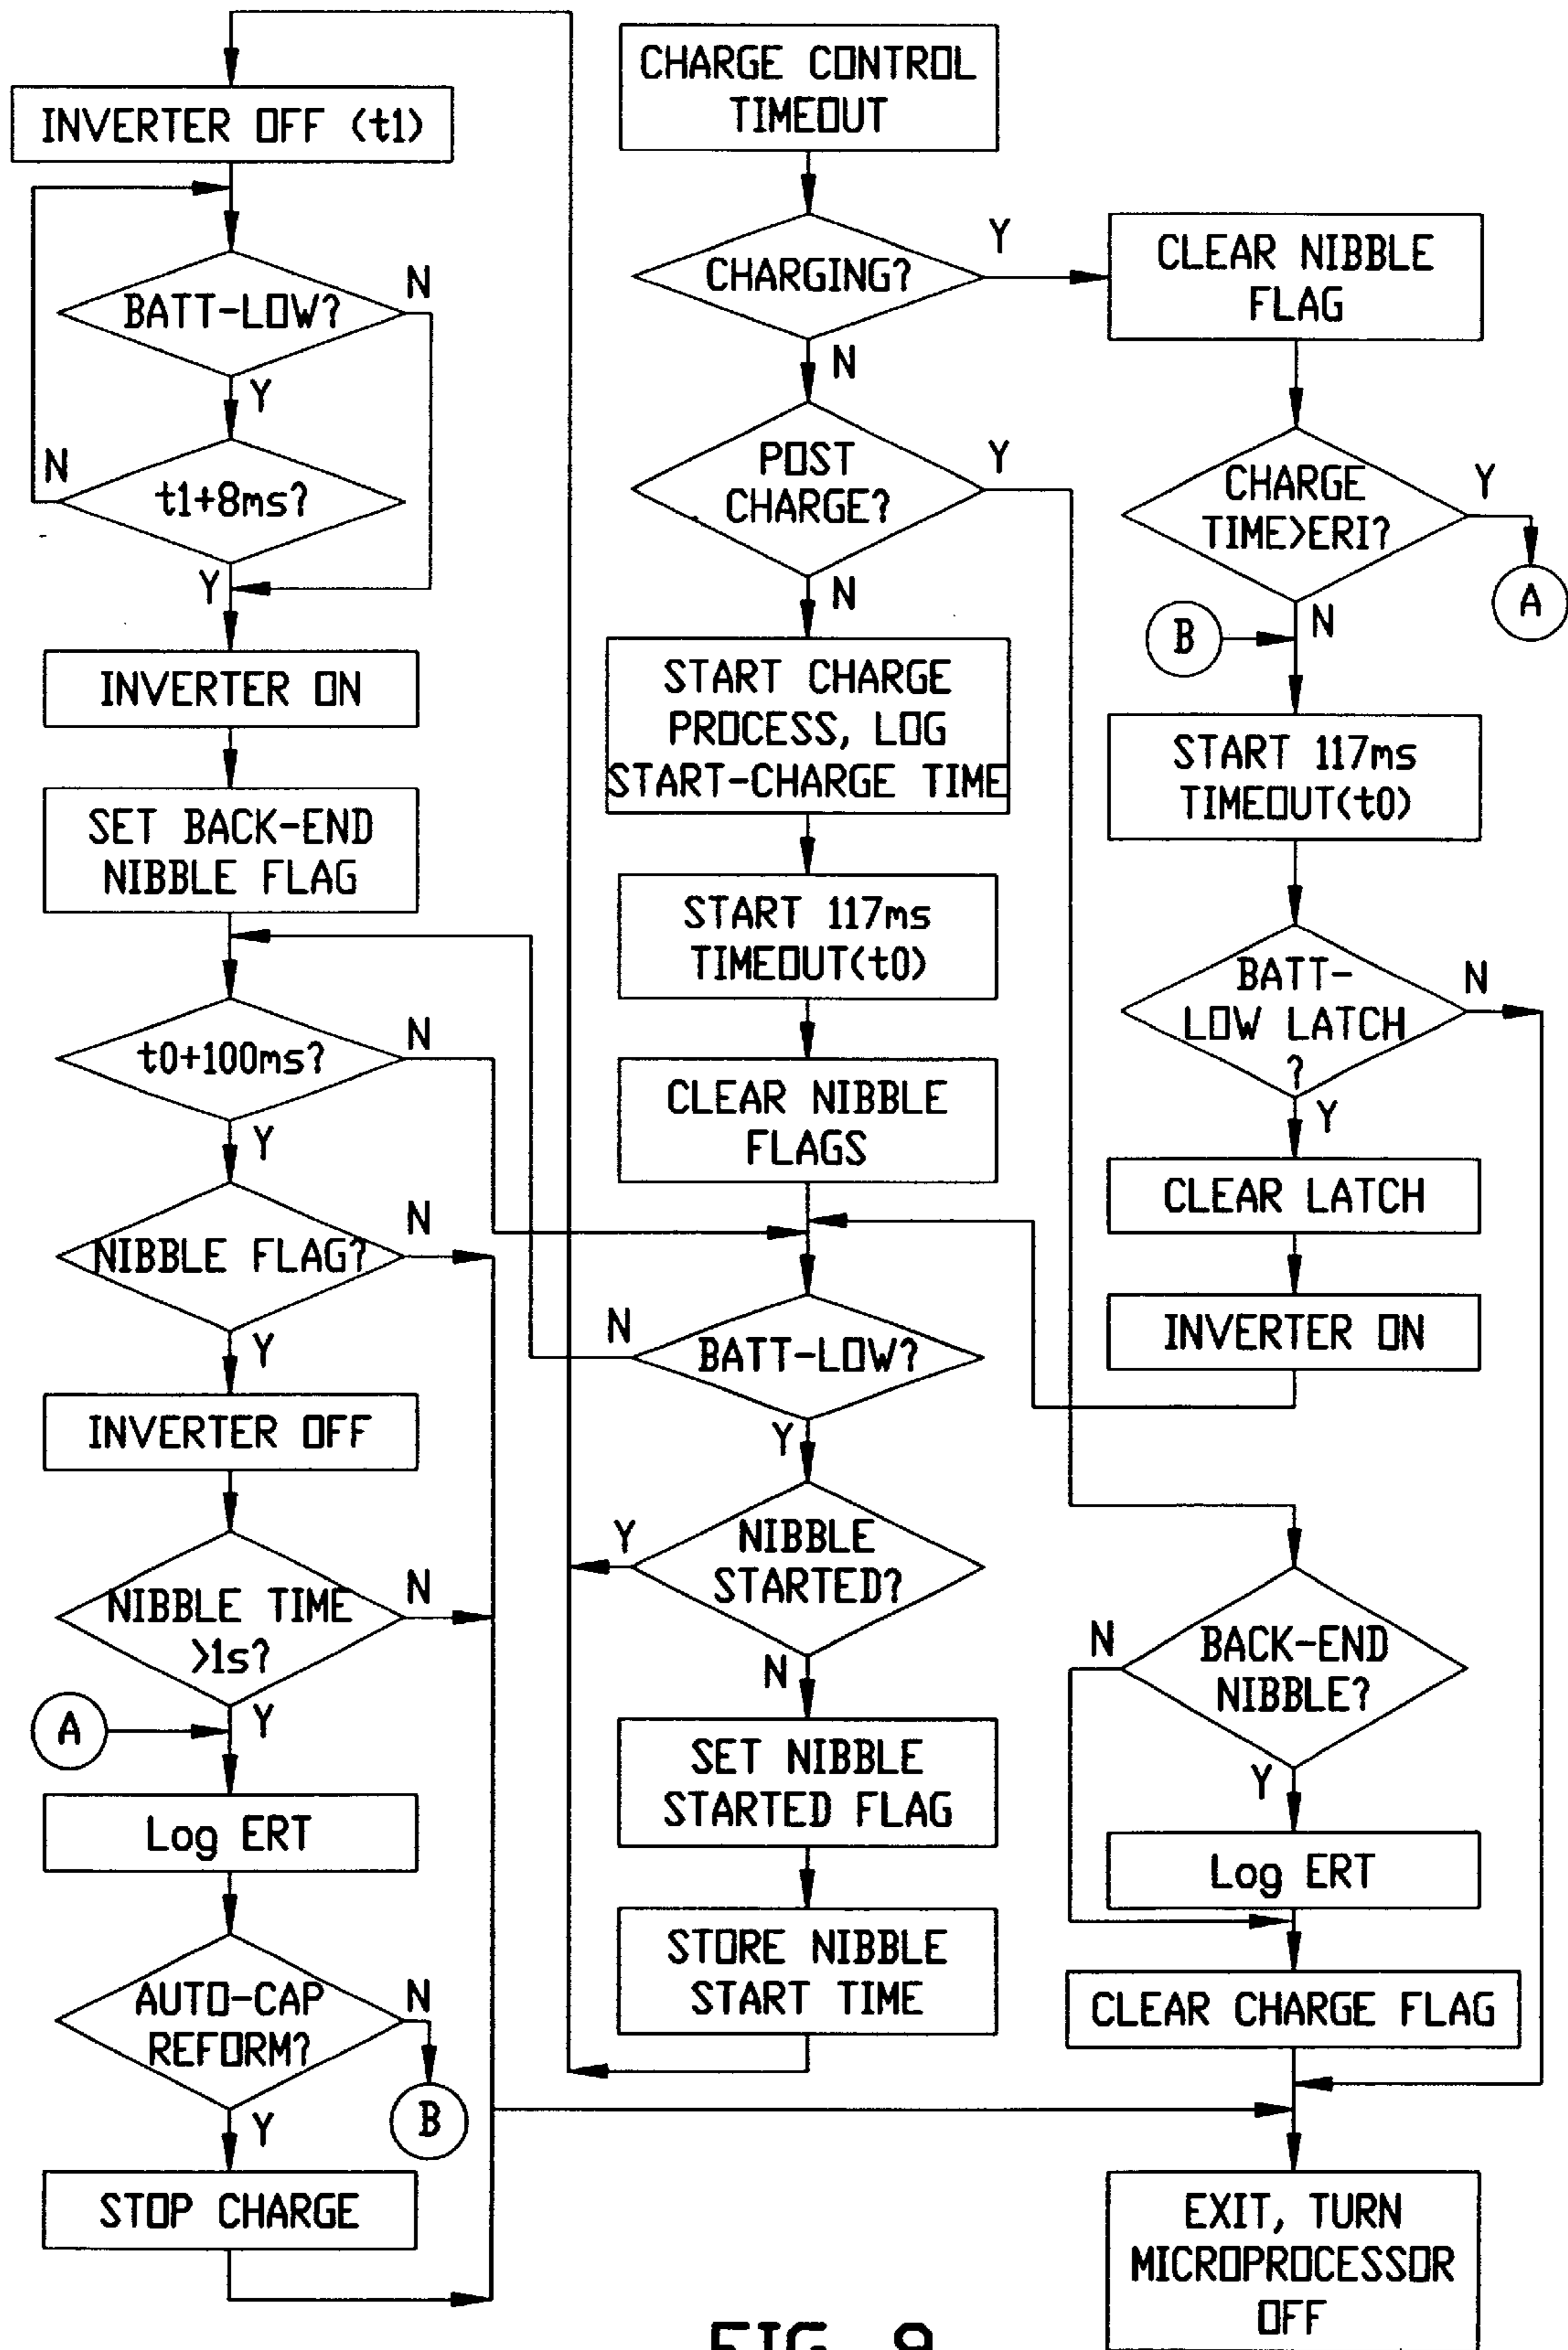 INVERTER OFF (t1)
BATT-LOW?
N
Y
t1+8ms?
N
Y
INVERTER ON
SET BACK-END
NIBBLE FLAG
t0+100ms?
N
Y
NIBBLE FLAG?
N
Y
INVERTER OFF
NIBBLE TIME
>1s?
N
Y
A
Log ERT
AUTO-CAP
REFORM?
N
B
Y
STOP CHARGE
CHARGE CONTROL
TIMEOUT
CHARGING?
Y
N
POST
CHARGE?
Y
N
START CHARGE
PROCESS, LOG
START-CHARGE TIME
START 117ms
TIMEOUT(t0)
CLEAR NIBBLE
FLAGS
BATT-LOW?
N
Y
NIBBLE
STARTED?
Y
N
SET NIBBLE
STARTED FLAG
STORE NIBBLE
START TIME
CLEAR NIBBLE
FLAG
CHARGE
TIME>ERI?
Y
A
N
B
START 117ms
TIMEOUT(t0)
BATT-
LOW LATCH
?
N
Y
CLEAR LATCH
INVERTER ON
BACK-END
NIBBLE?
N
Y
Log ERT
CLEAR CHARGE FLAG
EXIT, TURN
MICROPROCESSOR
OFF
FIG. 9